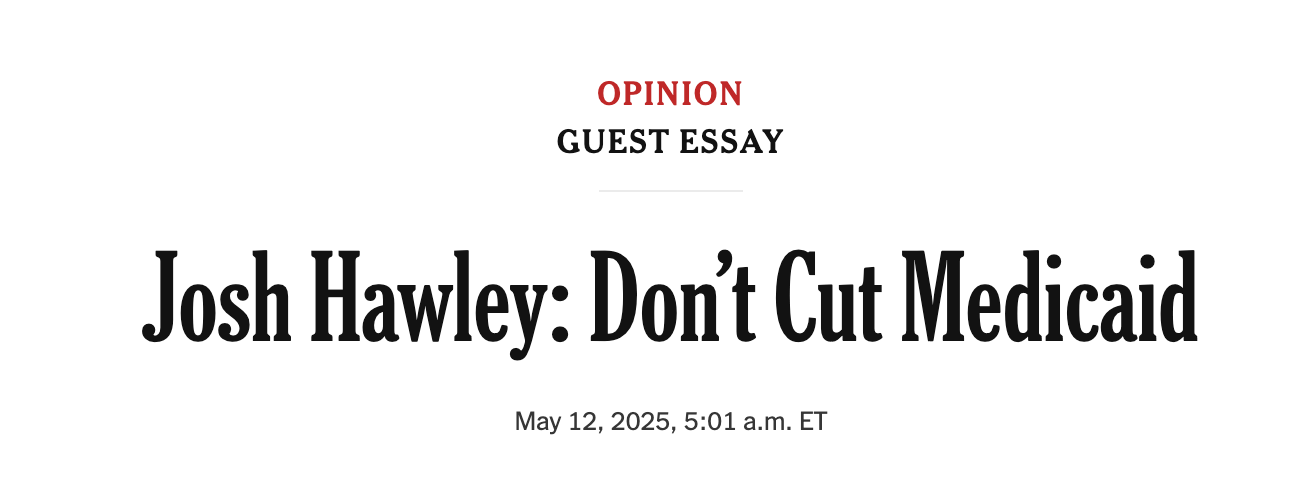 OPINION
GUEST ESSAY
Josh Hawley: Don’t Cut Medicaid
May 12, 2025, 5:01 a.m. ET